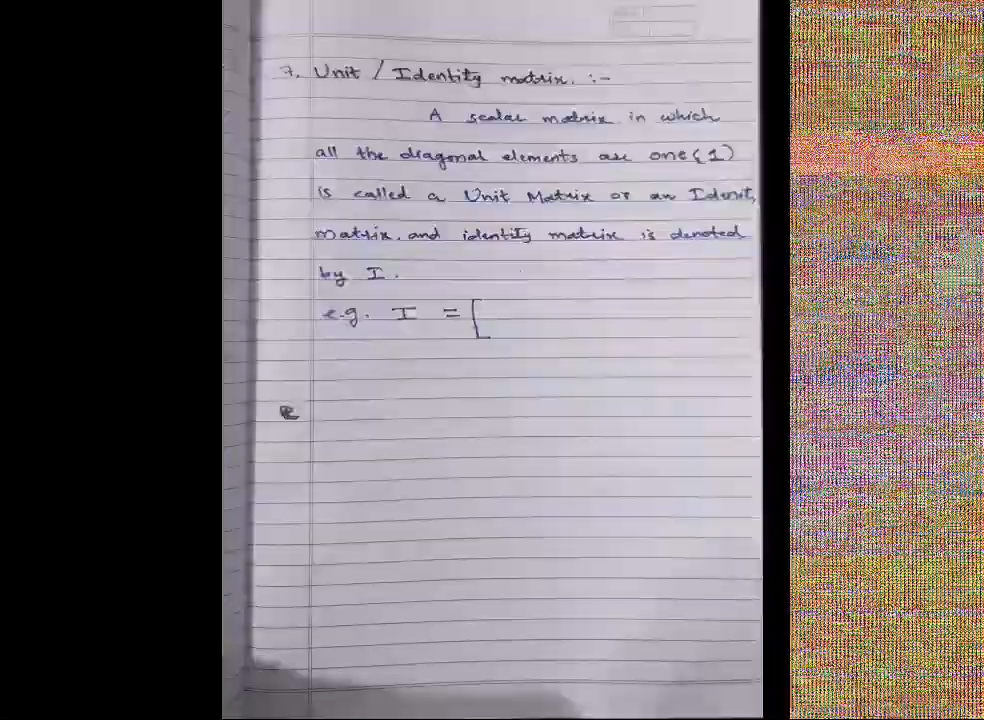 7. Unit / Identity matrix. :-
A scalar matrix in which
all the diagonal elements are one (1)
is called a Unit Matrix or an Identity
matrix. and identity matrix is denoted
by I.
e.g. I = [